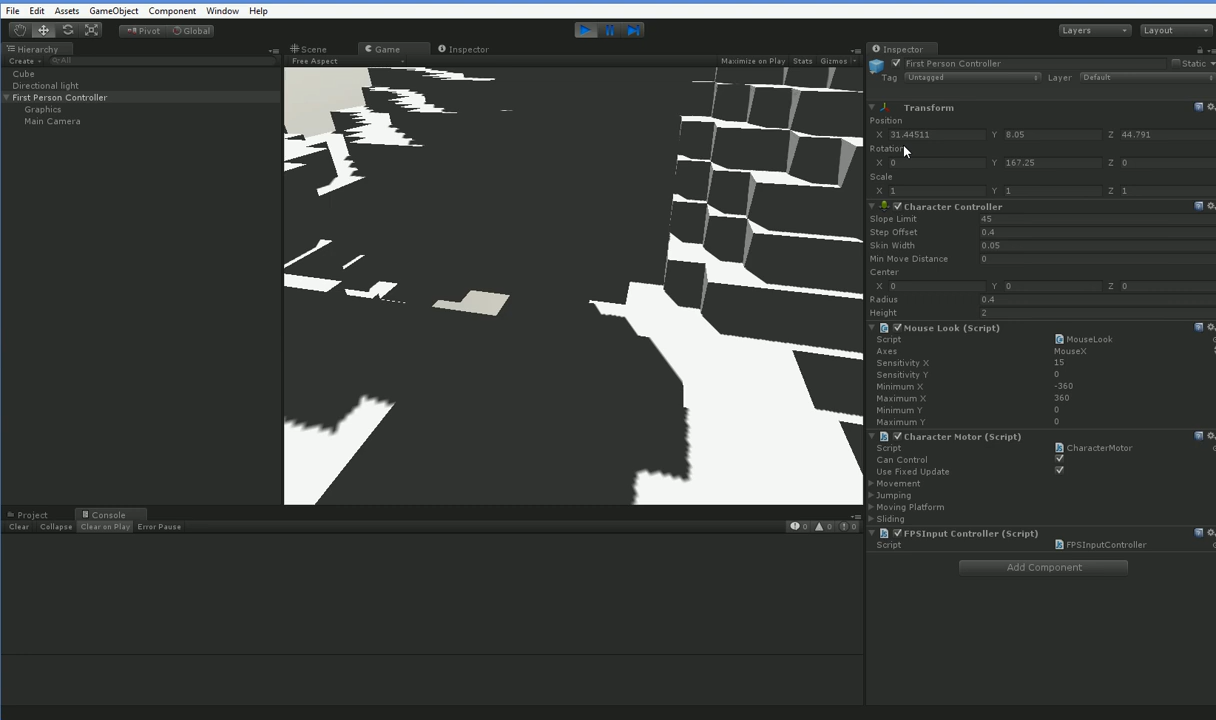 File Edit Assets GameObject Component Window Help
Pivot Global Layers Layout
Hierarchy
Create All
Cube
Directional light
First Person Controller
Graphics
Main Camera
Scene Game Inspector
Free Aspect Maximize on Play Stats Gizmos
Inspector
First Person Controller Static
Tag Untagged Layer Default
Transform
Position
X 31.44511 Y 8.05 Z 44.791
Rotation
X 0 Y 167.25 Z 0
Scale
X 1 Y 1 Z 1
Character Controller
Slope Limit 45
Step Offset 0.4
Skin Width 0.05
Min Move Distance 0
Center
X 0 Y 0 Z 0
Radius 0.4
Height 2
Mouse Look (Script)
Script MouseLook
Axes MouseX
Sensitivity X 15
Sensitivity Y 0
Minimum X -360
Maximum X 360
Minimum Y 0
Maximum Y 0
Character Motor (Script)
Script CharacterMotor
Can Control
Use Fixed Update
Movement
Jumping
Moving Platform
Sliding
FPSInput Controller (Script)
Script FPSInputController
Add Component
Project Console
Clear Collapse Clear on Play Error Pause 0 0 0